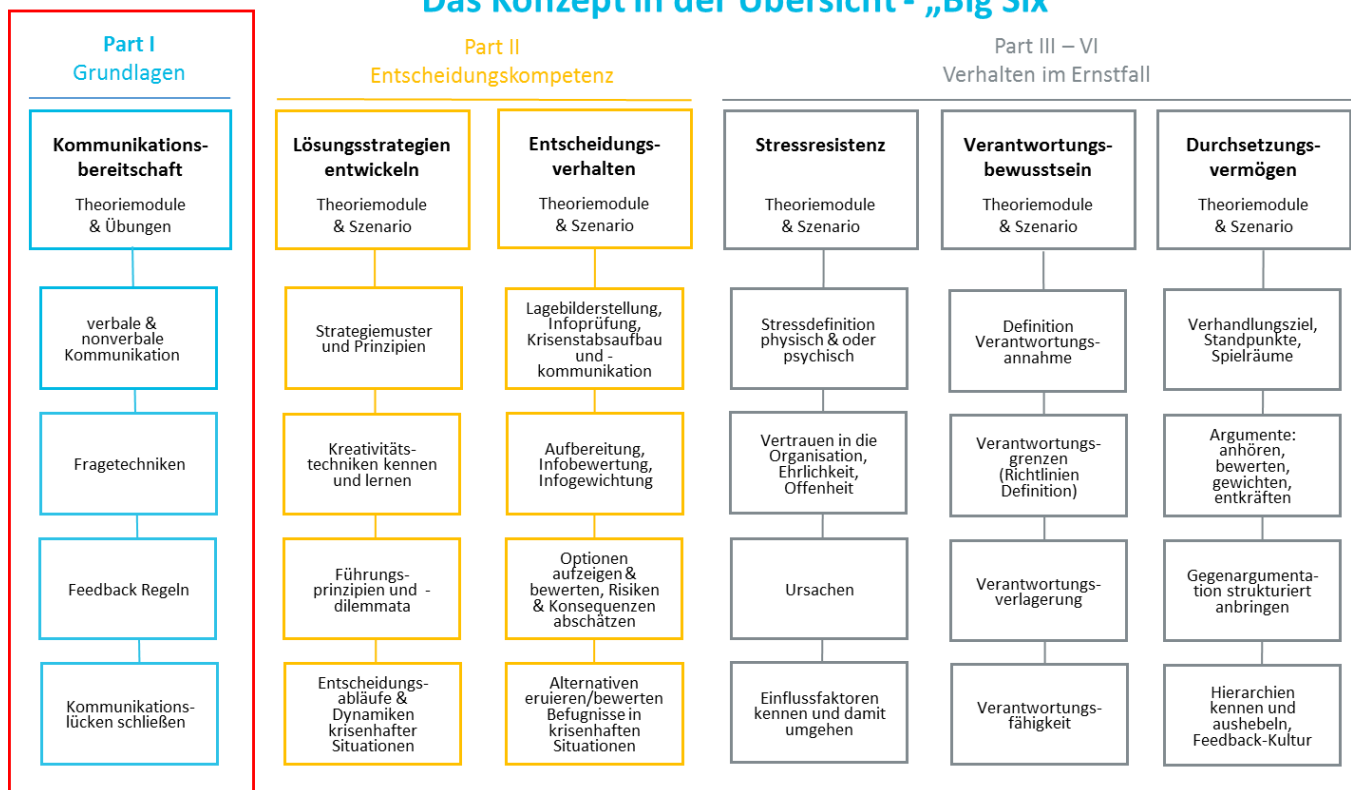 Das Konzept in der Übersicht - „Big Six
Part I
Grundlagen
Part II
Entscheidungskompetenz
Part III – VI
Verhalten im Ernstfall
Kommunikations-
bereitschaft
Theoriemodule
& Übungen
verbale &
nonverbale
Kommunikation
Fragetechniken
Feedback Regeln
Kommunikations-
lücken schließen
Lösungsstrategien
entwickeln
Theoriemodule
& Szenario
Strategiemuster
und Prinzipien
Kreativitäts-
techniken kennen
und lernen
Führungs-
prinzipien und -
dilemmata
Entscheidungs-
abläufe &
Dynamiken
krisenhafter
Situationen
Entscheidungs-
verhalten
Theoriemodule
& Szenario
Lagebilderstellung,
Infoprüfung,
Krisenstabsaufbau
und -
kommunikation
Aufbereitung,
Infobewertung,
Infogewichtung
Optionen
aufzeigen &
bewerten, Risiken
& Konsequenzen
abschätzen
Alternativen
eruieren/bewerten
Befugnisse in
krisenhaften
Situationen
Stressresistenz
Theoriemodule
& Szenario
Stressdefinition
physisch & oder
psychisch
Vertrauen in die
Organisation,
Ehrlichkeit,
Offenheit
Ursachen
Einflussfaktoren
kennen und damit
umgehen
Verantwortungs-
bewusstsein
Theoriemodule
& Szenario
Definition
Verantwortungs-
annahme
Verantwortungs-
grenzen
(Richtlinien
Definition)
Verantwortungs-
verlagerung
Verantwortungs-
fähigkeit
Durchsetzungs-
vermögen
Theoriemodule
& Szenario
Verhandlungsziel,
Standpunkte,
Spielräume
Argumente:
anhören,
bewerten,
gewichten,
entkräften
Gegenargumenta-
tion strukturiert
anbringen
Hierarchien
kennen und
aushebeln,
Feedback-Kultur